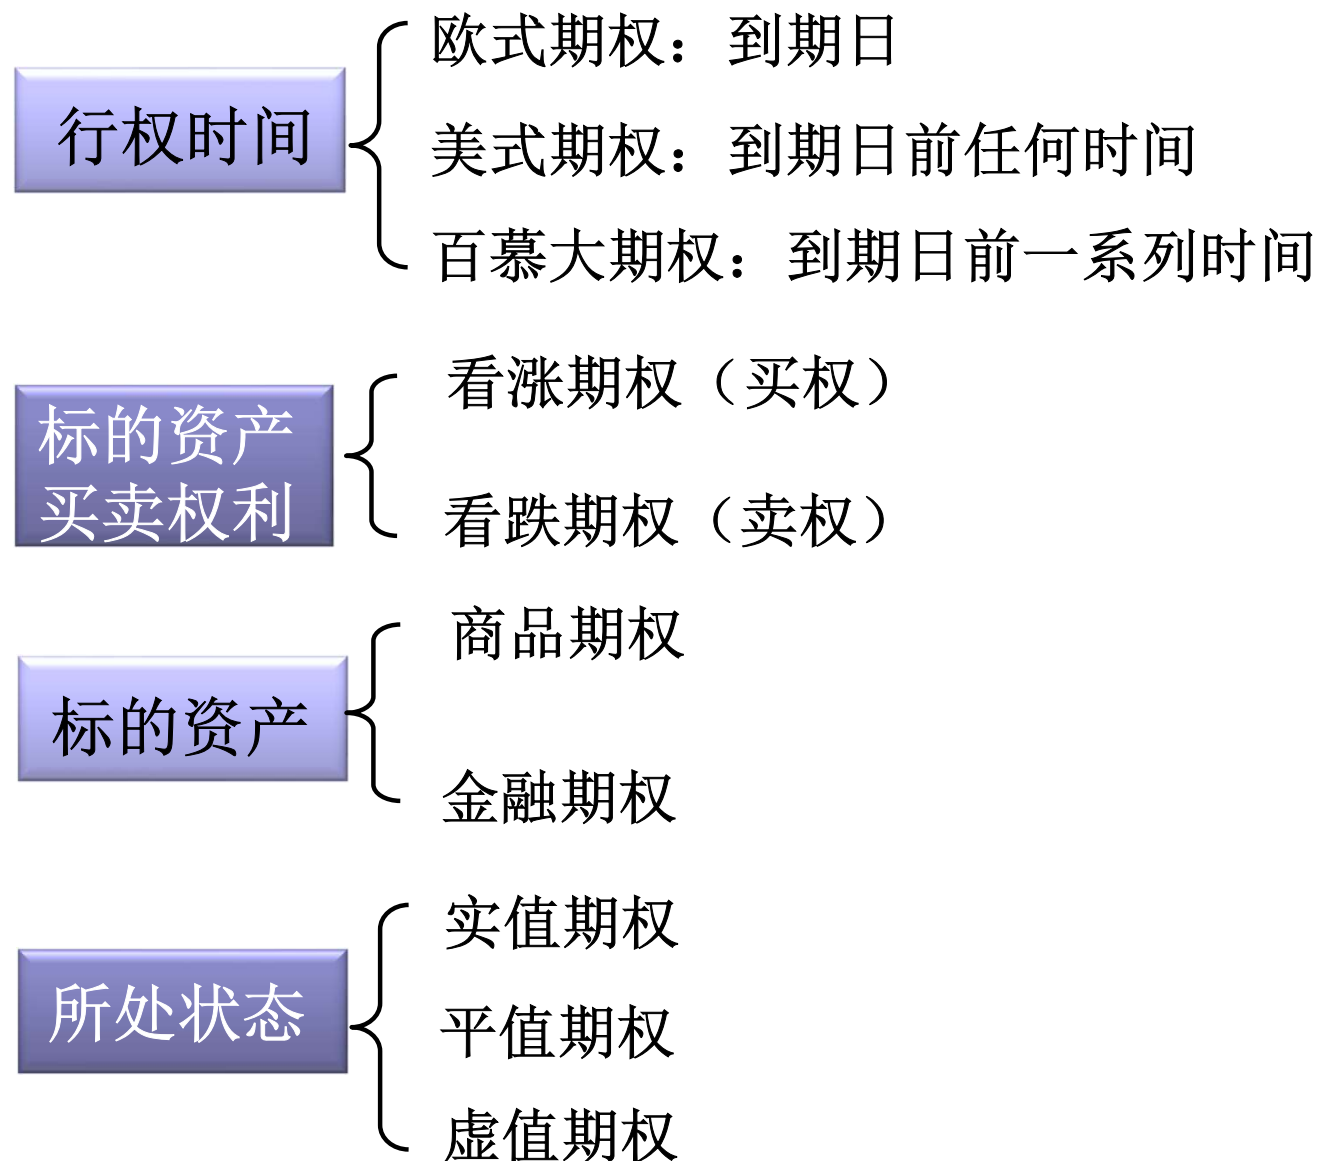 行权时间
欧式期权：到期日
美式期权：到期日前任何时间
百慕大期权：到期日前一系列时间
标的资产
买卖权利
看涨期权（买权）
看跌期权（卖权）
标的资产
商品期权
金融期权
所处状态
实值期权
平值期权
虚值期权